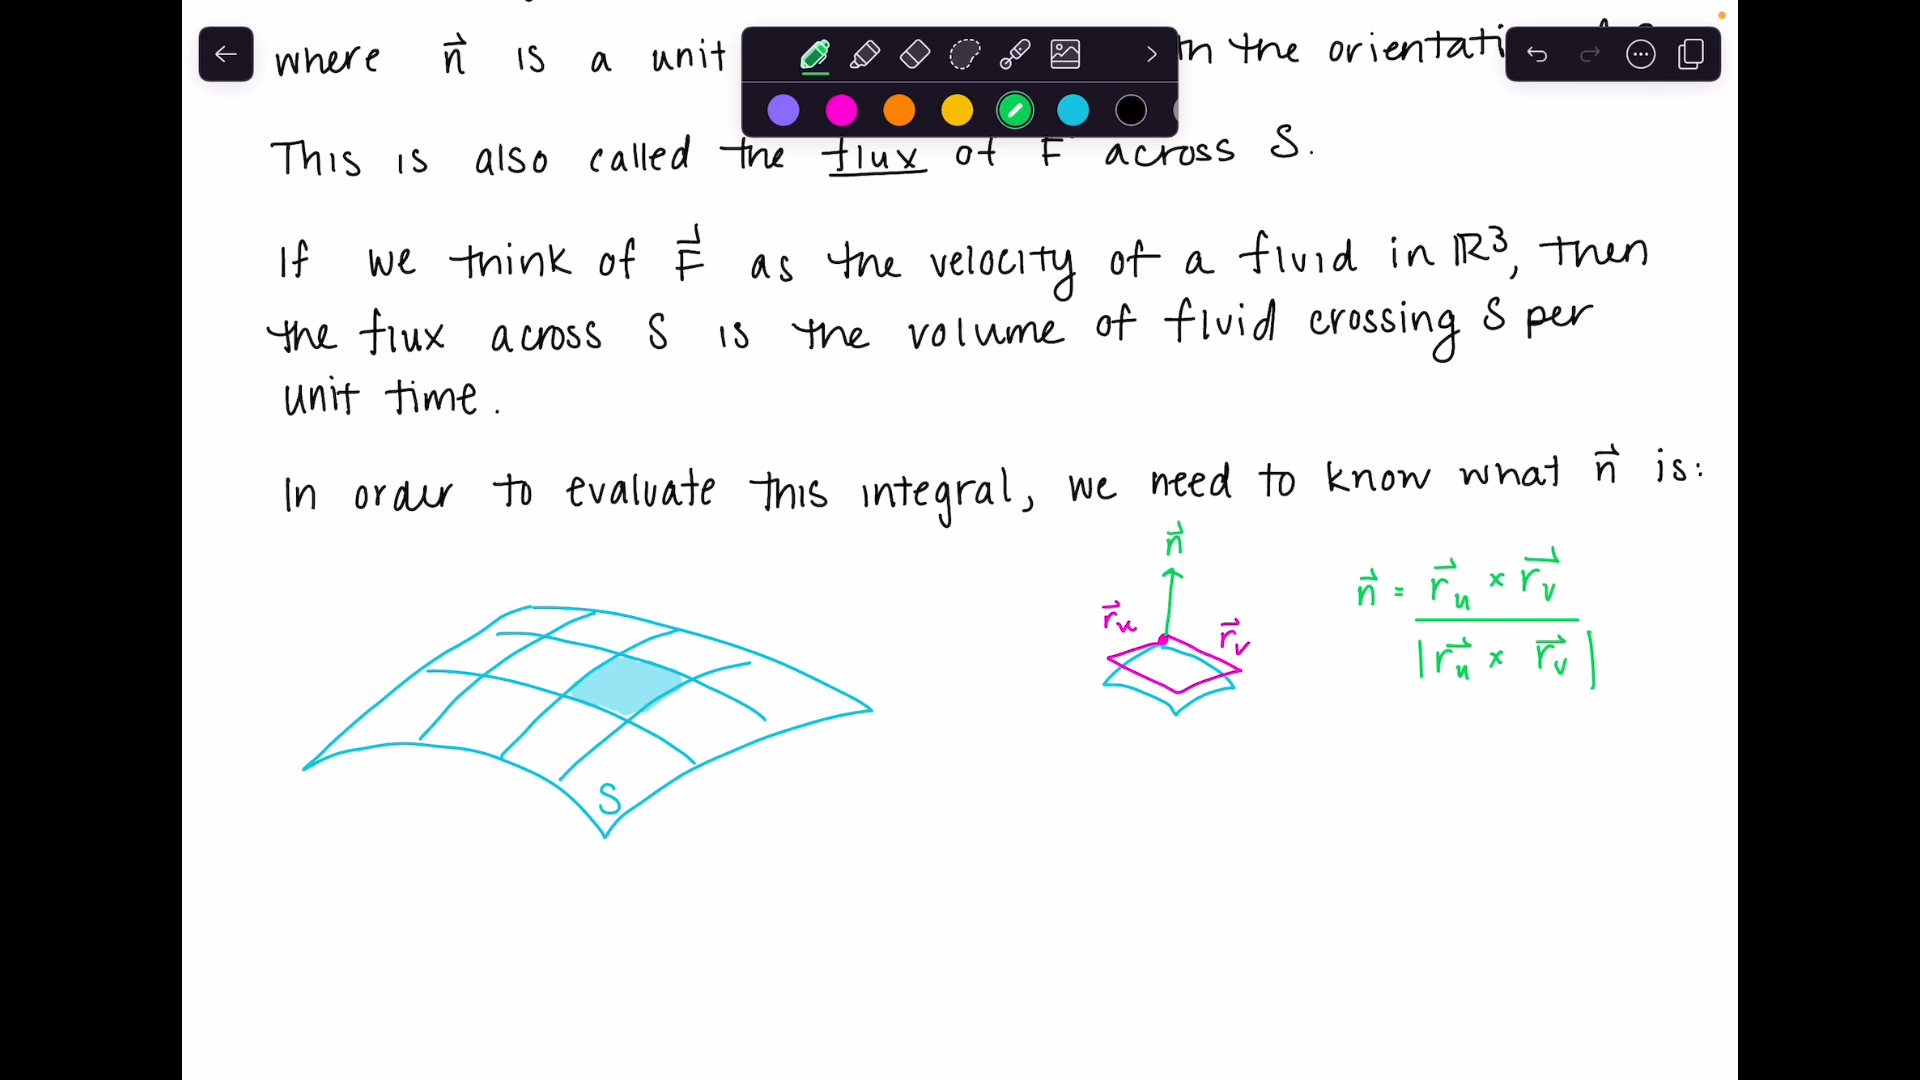 where n⃗ is a unit in the orientati
This is also called the flux of F across S.
If we think of F⃗ as the velocity of a fluid in ℝ³, then
the flux across S is the volume of fluid crossing S per
unit time.
In order to evaluate this integral, we need to know what n⃗ is:
n⃗
r⃗ᵤ
r⃗ᵥ
n⃗ = r⃗ᵤ × r⃗ᵥ
|r⃗ᵤ × r⃗ᵥ|
S